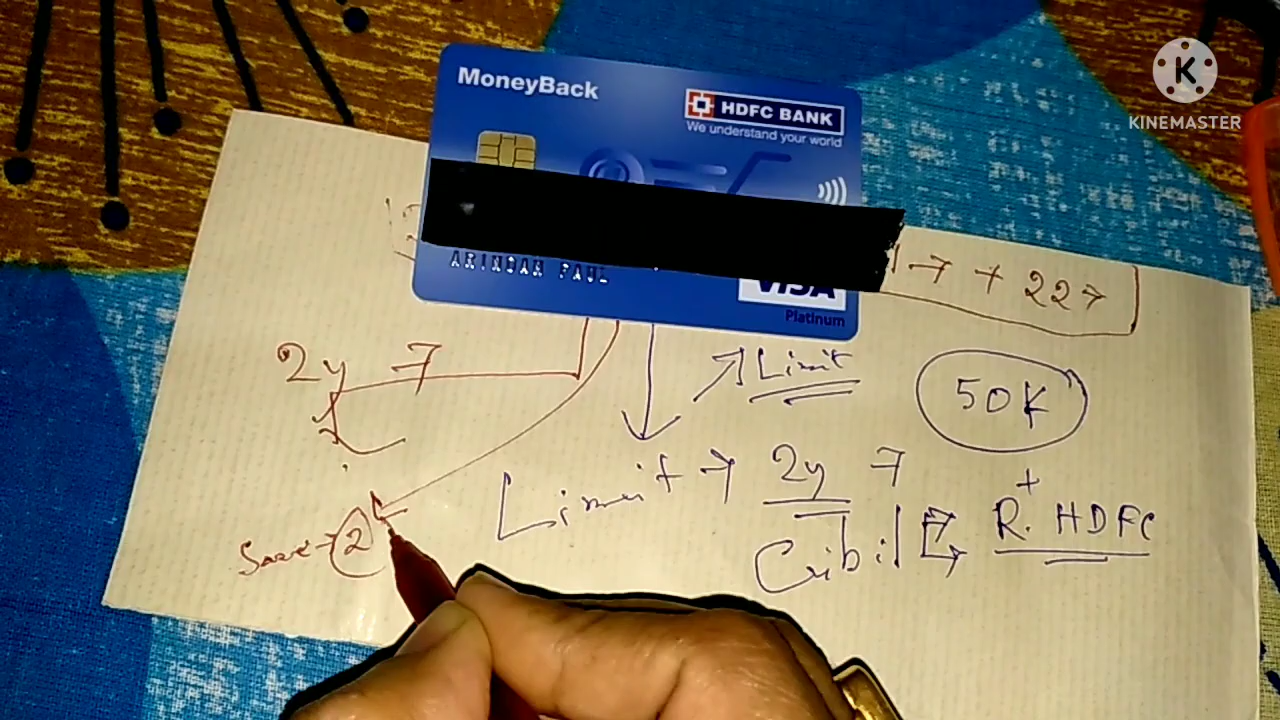 MoneyBack
HDFC BANK
We understand your world
KINEMASTER
ARINDAM PAUL
VISA
Platinum
+ 22
2y
Limit
50K
Limit → 2y
Cibil
R. HDFC
2